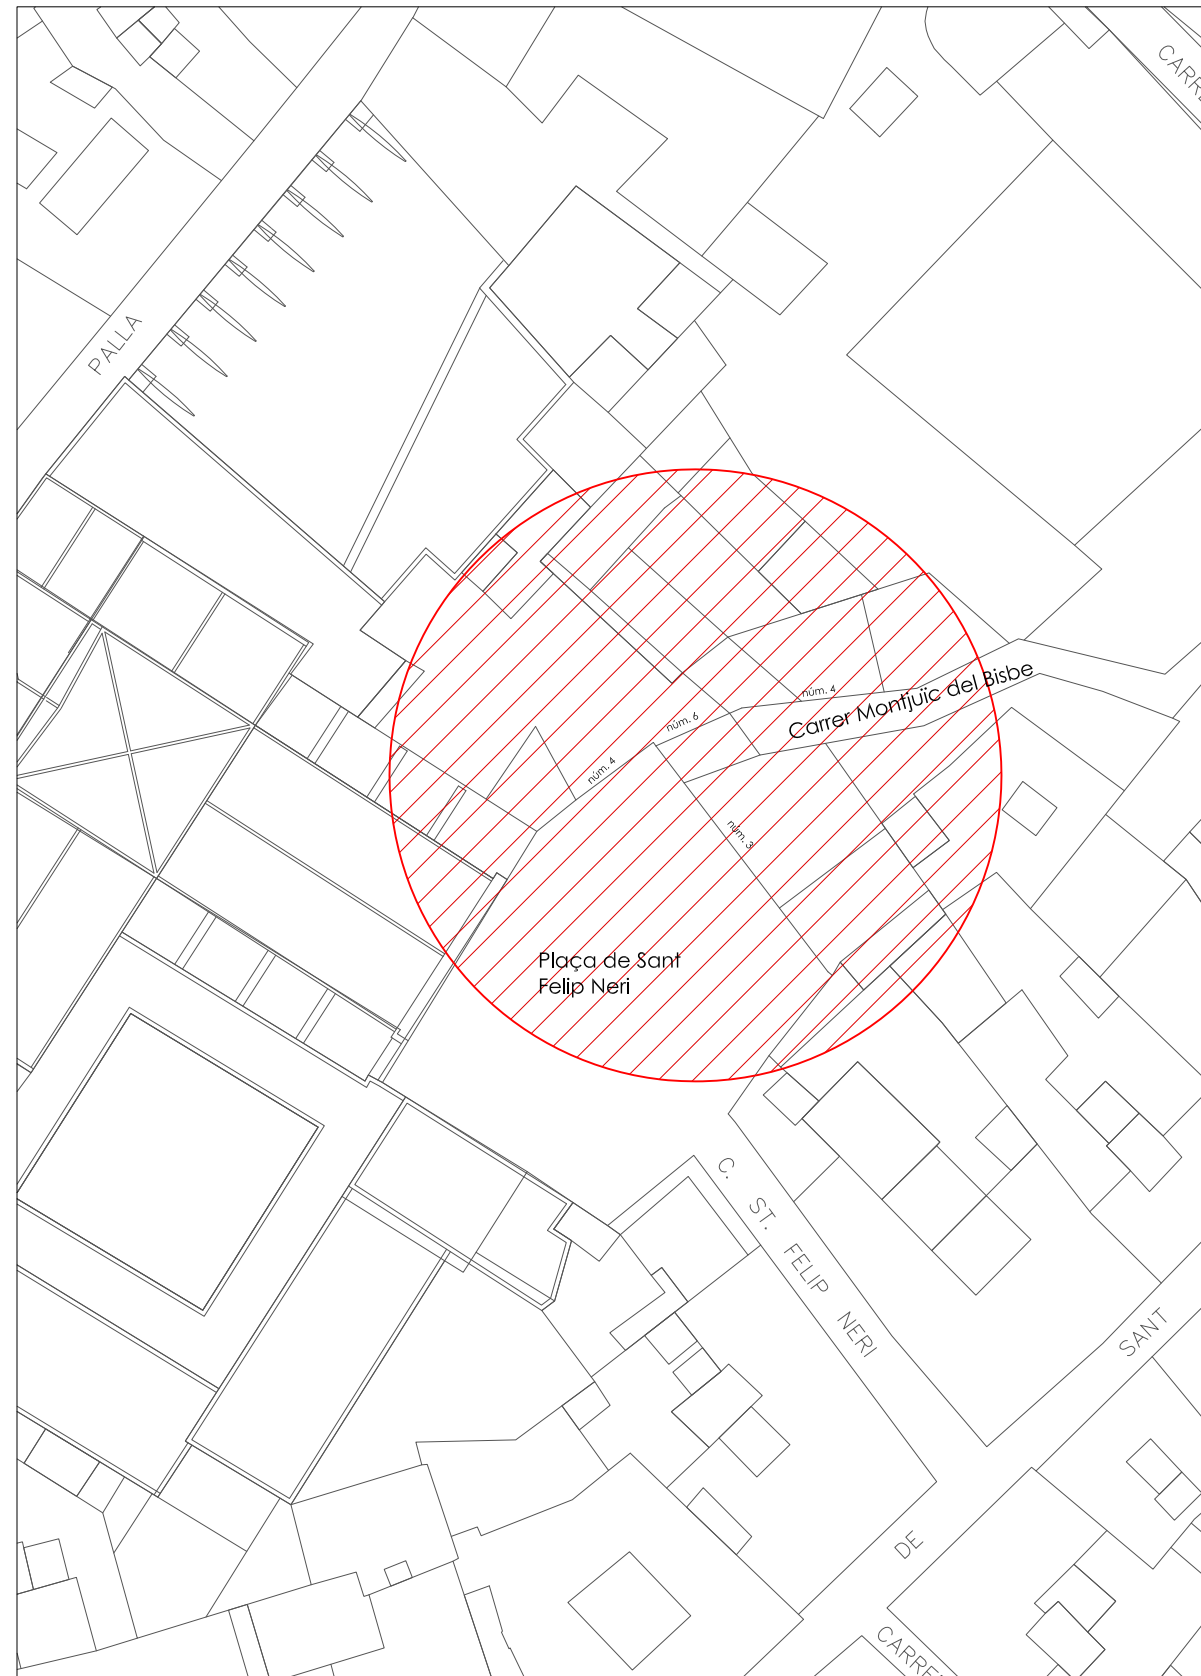 CARRE
PALLA
núm. 4
Carrer Montjuïc del Bisbe
núm. 6
núm. 4
núm. 3
Plaça de Sant
Felip Neri
C. ST. FELIP NERI
SANT
DE
CARRER